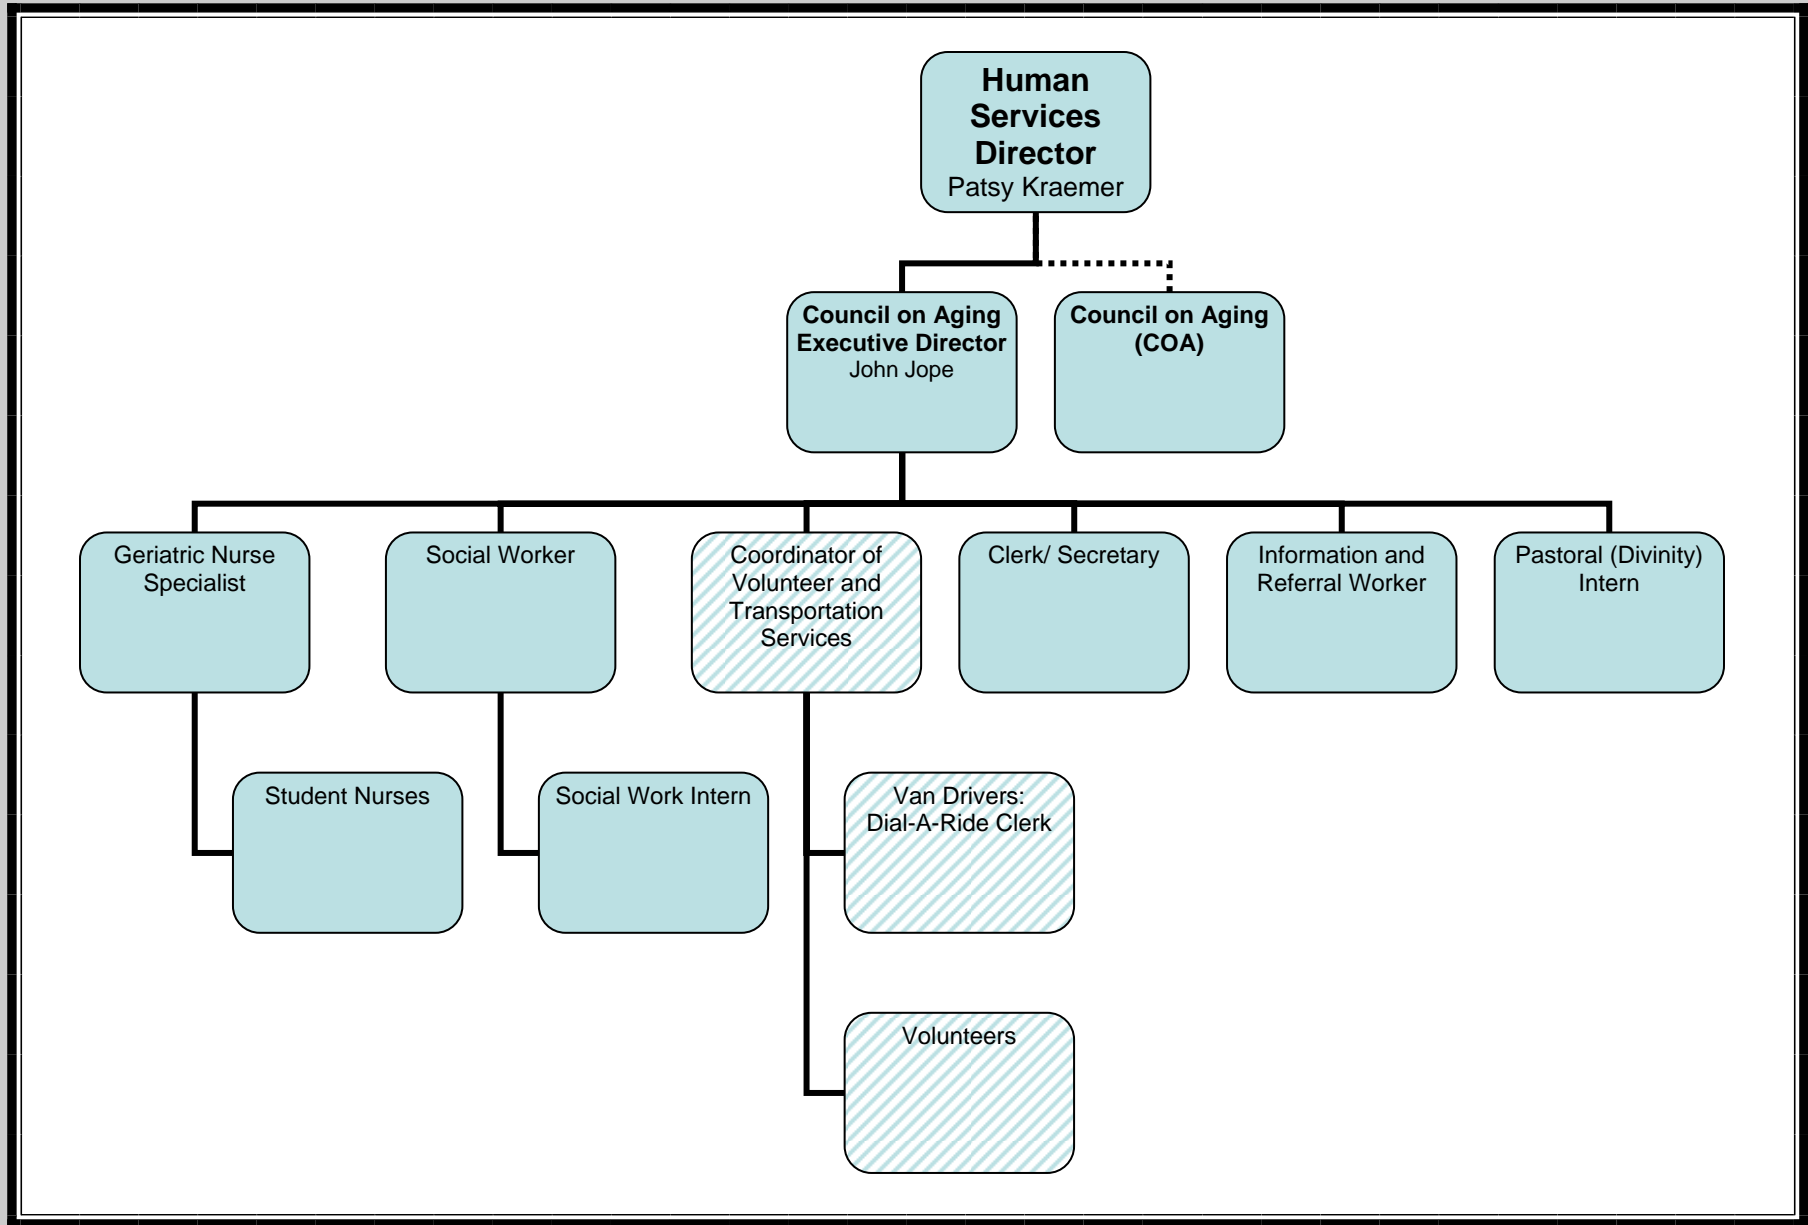 Human
Services
Director
Patsy Kraemer
Council on Aging
Executive Director
John Jope
Council on Aging
(COA)
Geriatric Nurse
Specialist
Social Worker
Coordinator of
Volunteer and
Transportation
Services
Clerk/ Secretary
Information and
Referral Worker
Pastoral (Divinity)
Intern
Student Nurses
Social Work Intern
Van Drivers:
Dial-A-Ride Clerk
Volunteers